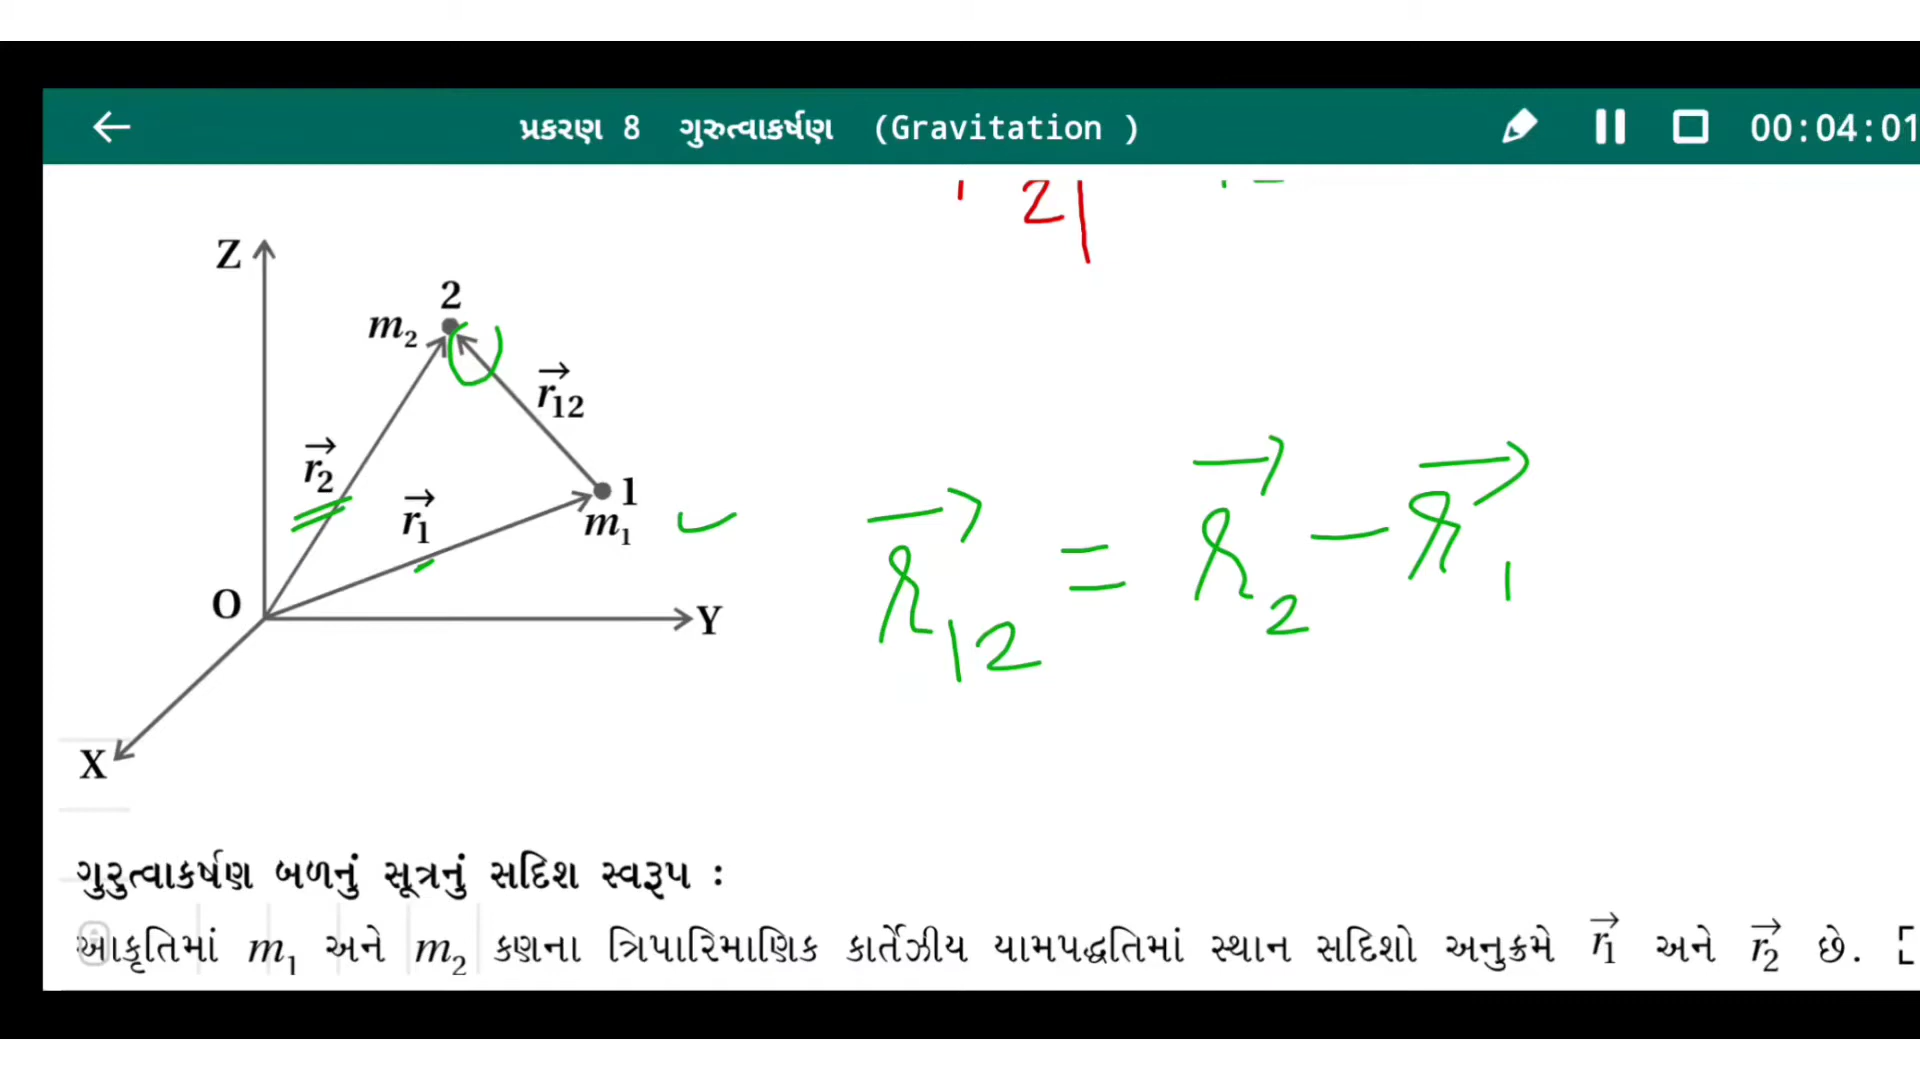 પ્રકરણ 8 ગુરુત્વાકર્ષણ (Gravitation )
00:04:01
21
Z
2
m₂
r⃗₁₂
r⃗₂
r⃗₁
1
m₁
O
Y
X
r⃗₁₂ = r⃗₂ – r⃗₁
ગુરુત્વાકર્ષણ બળનું સૂત્રનું સદિશ સ્વરૂપ :
આકૃતિમાં m₁ અને m₂ કણના ત્રિપારિમાણિક કાર્તેઝીય યામપદ્ધતિમાં સ્થાન સદિશો અનુક્રમે r⃗₁ અને r⃗₂ છે.